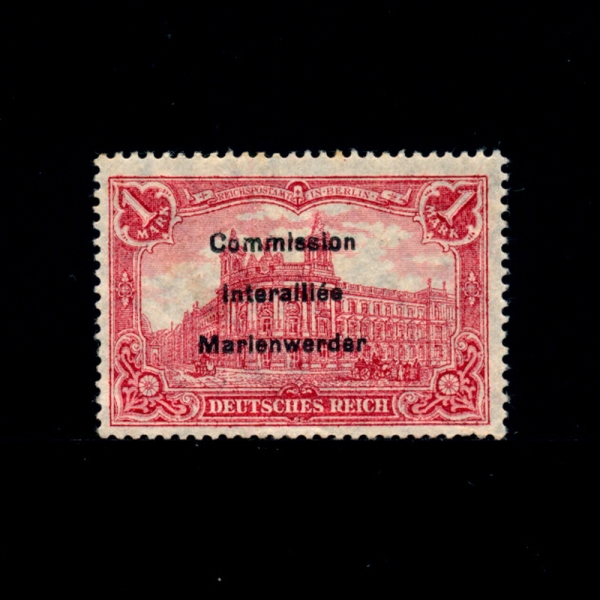 REICHSPOSTAMT IN BERLIN
1 MARK 1 MARK
Commission
Interalliée
Marienwerder
DEUTSCHES REICH